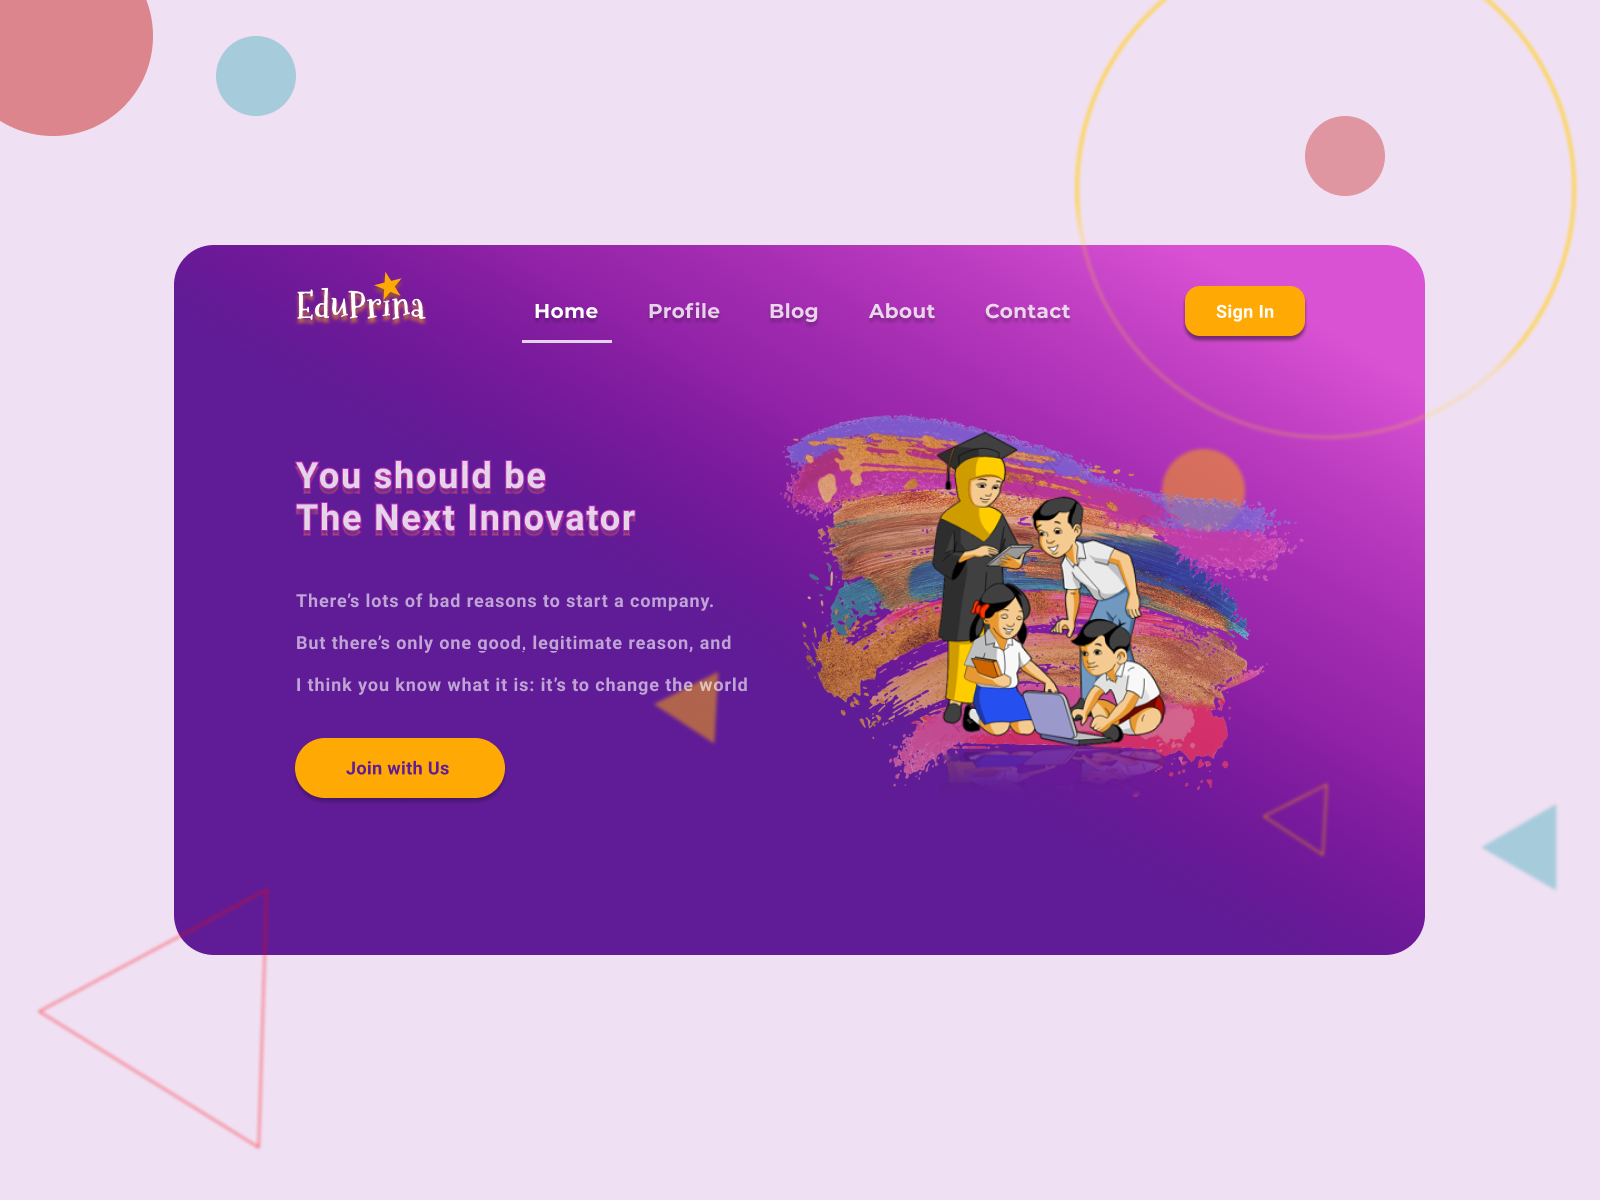 EduPrina
Home
Profile
Blog
About
Contact
Sign In
You should be
The Next Innovator
There's lots of bad reasons to start a company.
But there's only one good, legitimate reason, and
I think you know what it is: it's to change the world
Join with Us